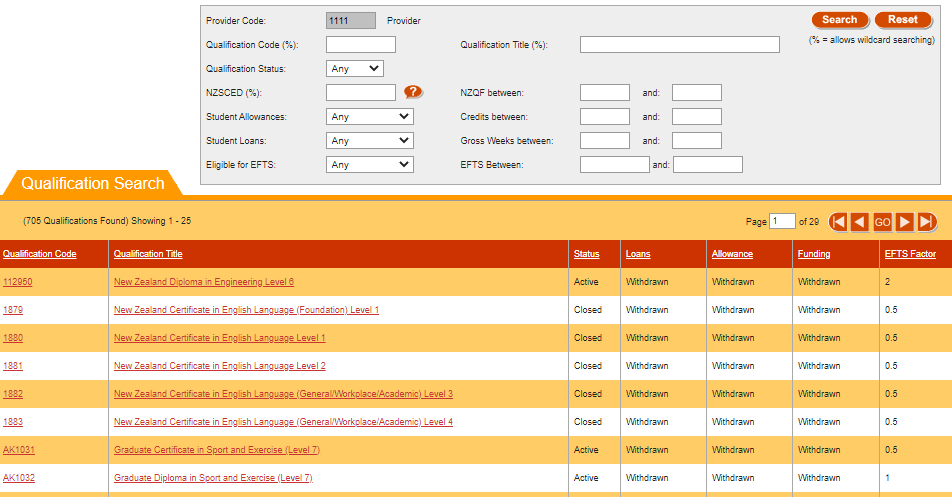 Provider Code: 1111 Provider Search Reset
Qualification Code (%): Qualification Title (%): (% = allows wildcard searching)
Qualification Status: Any
NZSCED (%): ? NZQF between: and:
Student Allowances: Any Credits between: and:
Student Loans: Any Gross Weeks between: and:
Eligible for EFTS: Any EFTS Between: and:
Qualification Search
(705 Qualifications Found) Showing 1 - 25 Page 1 of 29 GO
Qualification Code Qualification Title Status Loans Allowance Funding EFTS Factor
112950 New Zealand Diploma in Engineering Level 6 Active Withdrawn Withdrawn Withdrawn 2
1879 New Zealand Certificate in English Language (Foundation) Level 1 Closed Withdrawn Withdrawn Withdrawn 0.5
1880 New Zealand Certificate in English Language Level 1 Closed Withdrawn Withdrawn Withdrawn 0.5
1881 New Zealand Certificate in English Language Level 2 Closed Withdrawn Withdrawn Withdrawn 0.5
1882 New Zealand Certificate in English Language (General/Workplace/Academic) Level 3 Closed Withdrawn Withdrawn Withdrawn 0.5
1883 New Zealand Certificate in English Language (General/Workplace/Academic) Level 4 Closed Withdrawn Withdrawn Withdrawn 0.5
AK1031 Graduate Certificate in Sport and Exercise (Level 7) Active Withdrawn Withdrawn Withdrawn 0.5
AK1032 Graduate Diploma in Sport and Exercise (Level 7) Active Withdrawn Withdrawn Withdrawn 1